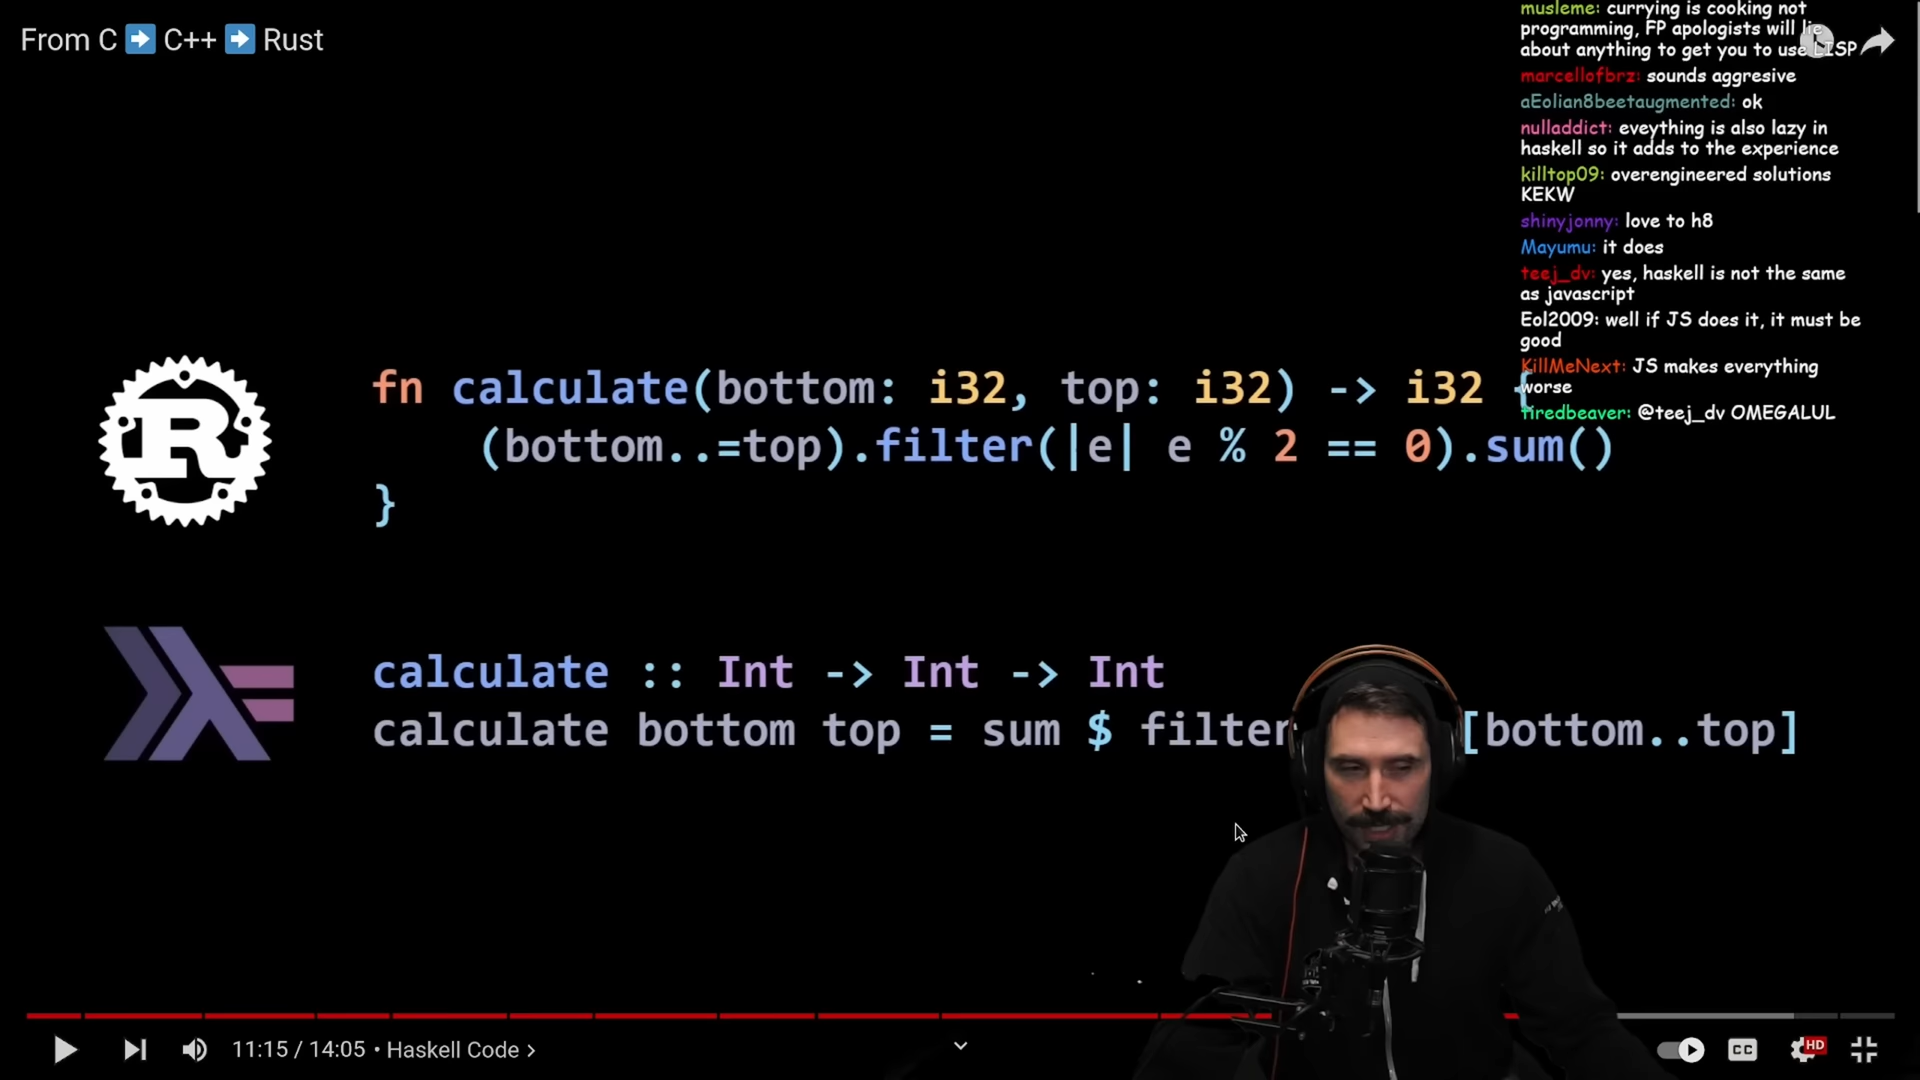 From C ➡ C++ ➡ Rust
musleme: currying is cooking not
programming, FP apologists will lie
about anything to get you to use LISP
marcellofbrz: sounds aggresive
aEolian8beetaugmented: ok
nulladdict: eveything is also lazy in
haskell so it adds to the experience
killtop09: overengineered solutions
KEKW
shinyjonny: love to h8
Mayumu: it does
teej_dv: yes, haskell is not the same
as javascript
Eol2009: well if JS does it, it must be
good
KillMeNext: JS makes everything
worse
tiredbeaver: @teej_dv OMEGALUL
R
fn calculate(bottom: i32, top: i32) -> i32 {
(bottom..=top).filter(|e| e % 2 == 0).sum()
}
calculate :: Int -> Int -> Int
calculate bottom top = sum $ filter [bottom..top]
11:15 / 14:05 • Haskell Code >
CC
HD